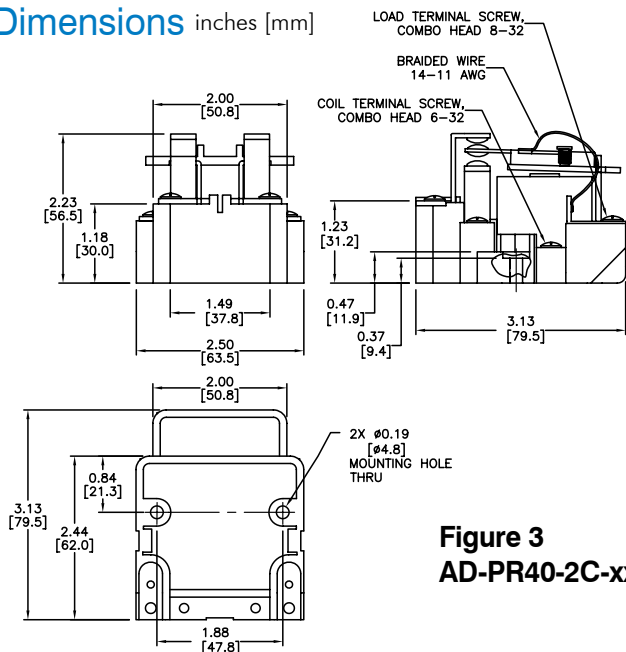 Dimensions inches [mm]
LOAD TERMINAL SCREW,
COMBO HEAD 8-32
BRAIDED WIRE
14-11 AWG
COIL TERMINAL SCREW,
COMBO HEAD 6-32
2.00
[50.8]
2.23
[56.5]
1.18
[30.0]
1.49
[37.8]
2.50
[63.5]
1.23
[31.2]
0.47
[11.9]
0.37
[9.4]
3.13
[79.5]
2.00
[50.8]
3.13
[79.5]
2.44
[62.0]
0.84
[21.3]
1.88
[47.8]
2X ø0.19
[ø4.8]
MOUNTING HOLE
THRU
Figure 3
AD-PR40-2C-x